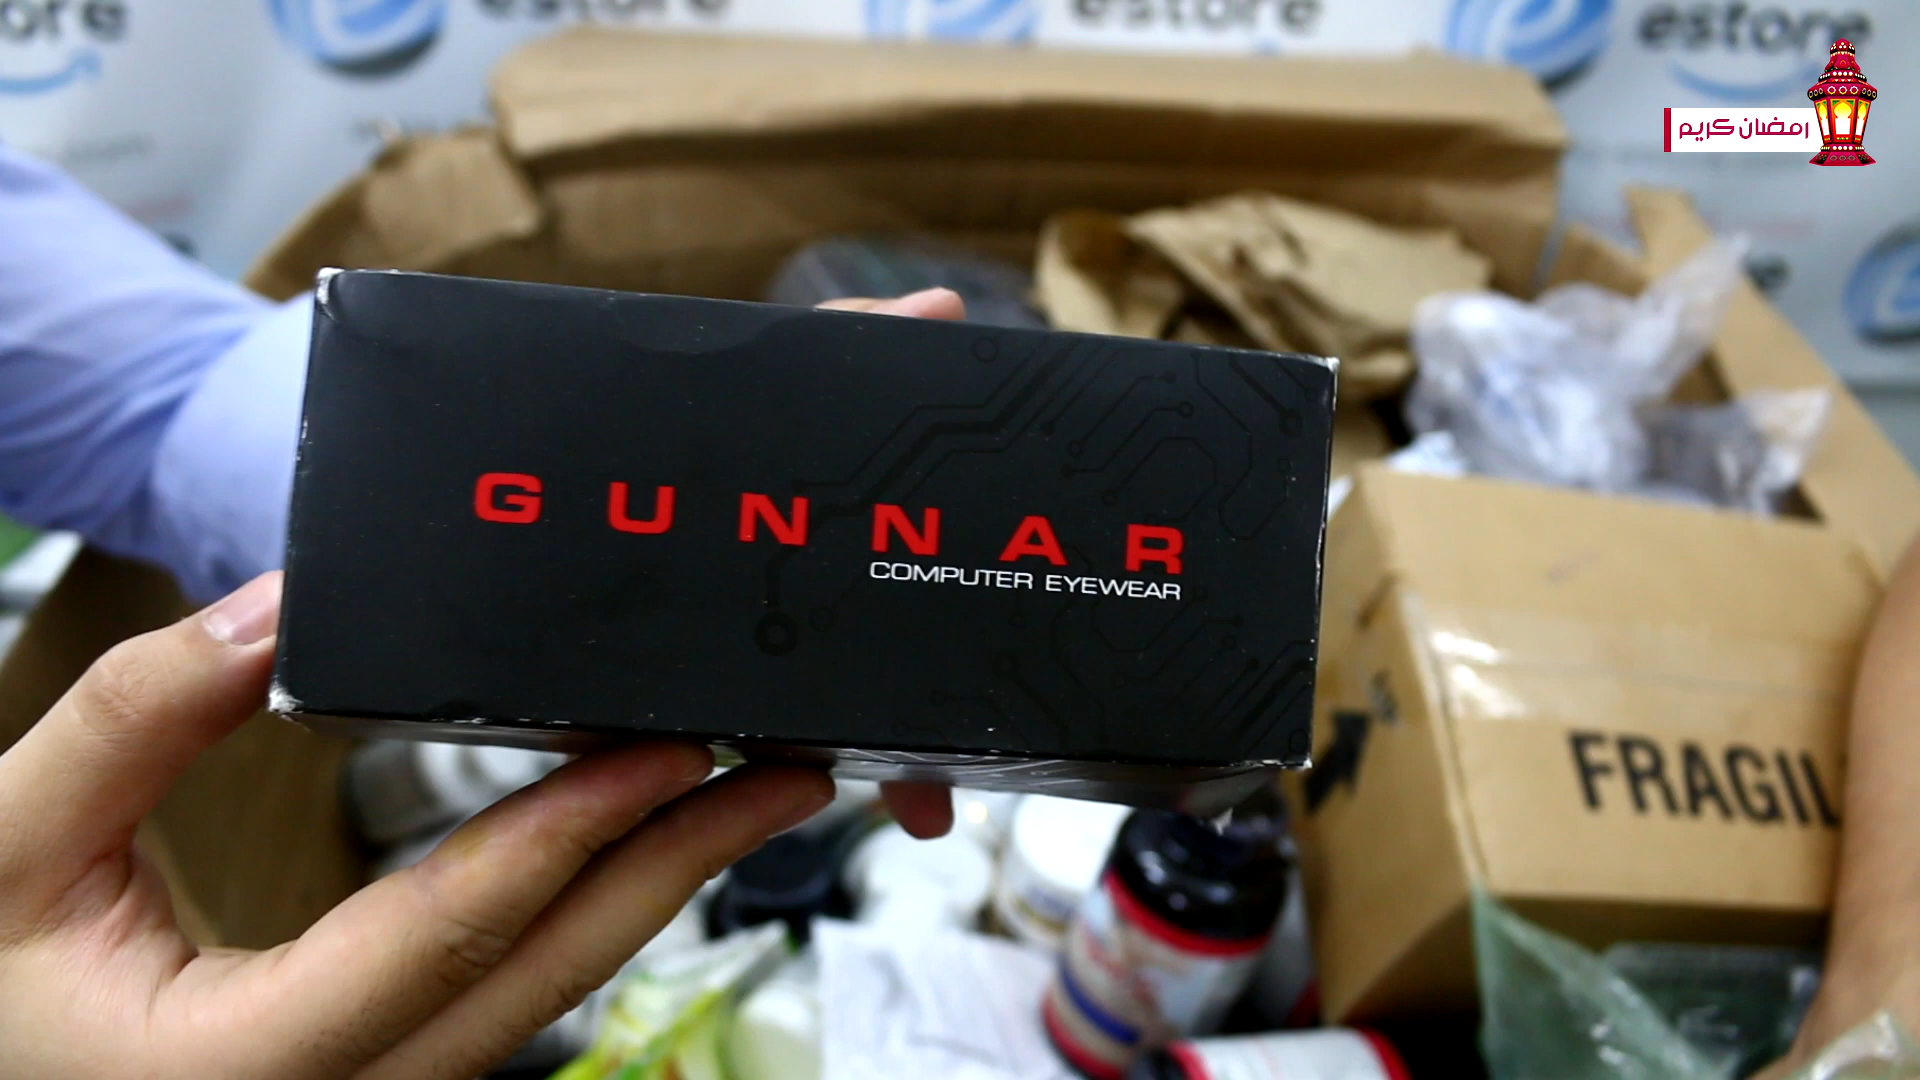 estore
estore
estore
رمضان كريم
GUNNAR
COMPUTER EYEWEAR
FRAGIL